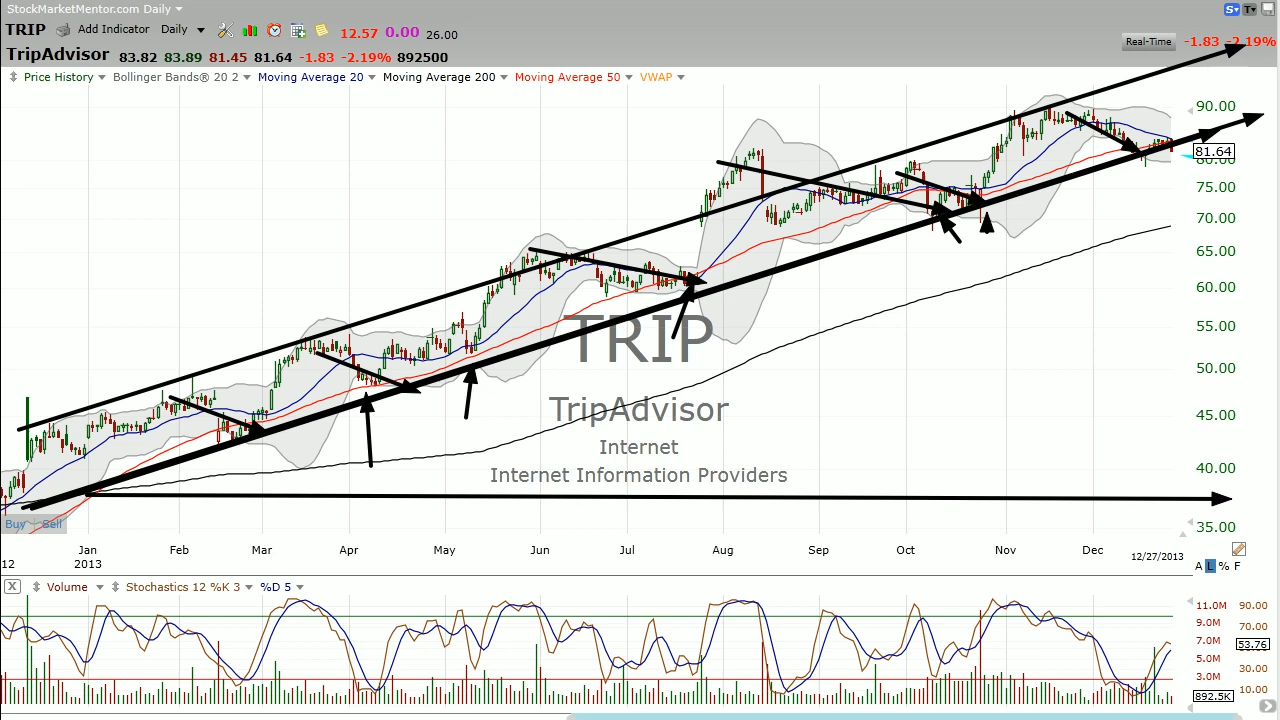 StockMarketMentor.com Daily
S T
TRIP Add Indicator Daily 12.57 0.00 26.00
Real-Time -1.83 -2.19%
TripAdvisor 83.82 83.89 81.45 81.64 -1.83 -2.19% 892500
Price History Bollinger Bands® 20 2 Moving Average 20 Moving Average 200 Moving Average 50 VWAP
90.00
81.64
80.00
75.00
70.00
65.00
60.00
55.00
50.00
45.00
40.00
35.00
TRIP
TripAdvisor
Internet
Internet Information Providers
Buy Sell
Jan Feb Mar Apr May Jun Jul Aug Sep Oct Nov Dec 12/27/2013
12 2013
A L % F
X Volume Stochastics 12 %K 3 %D 5
11.0M 90.00
9.0M 70.00
7.0M
53.76
5.0M
3.0M 30.00
892.5K 10.00